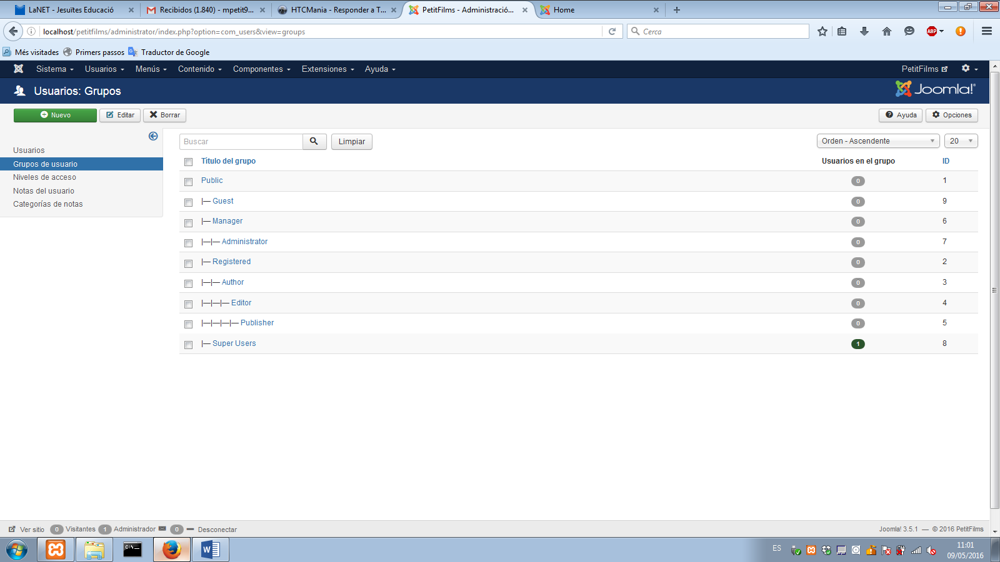 LaNET - Jesuïtes Educació
Recibidos (1.840) - mpetit9...
HTCMania - Responder a T...
PetitFilms - Administració...
Home
localhost/petitfilms/administrator/index.php?option=com_users&view=groups
Cerca
ABP
Més visitades
Primers passos
Traductor de Google
Sistema
Usuarios
Menús
Contenido
Componentes
Extensiones
Ayuda
PetitFilms
Usuarios: Grupos
Joomla!®
Nuevo
Editar
Borrar
Ayuda
Opciones
Usuarios
Grupos de usuario
Niveles de acceso
Notas del usuario
Categorías de notas
Buscar
Limpiar
Orden - Ascendente
20
Título del grupo Usuarios en el grupo ID
Public 0 1
|— Guest 0 9
|— Manager 0 6
|—|— Administrator 0 7
|— Registered 0 2
|—|— Author 0 3
|—|—|— Editor 0 4
|—|—|—|— Publisher 0 5
|— Super Users 1 8
Ver sitio 0 Visitantes 1 Administrador 0 — Desconectar
Joomla! 3.5.1 — © 2016 PetitFilms
C:\_
W
ES
11:01
09/05/2016